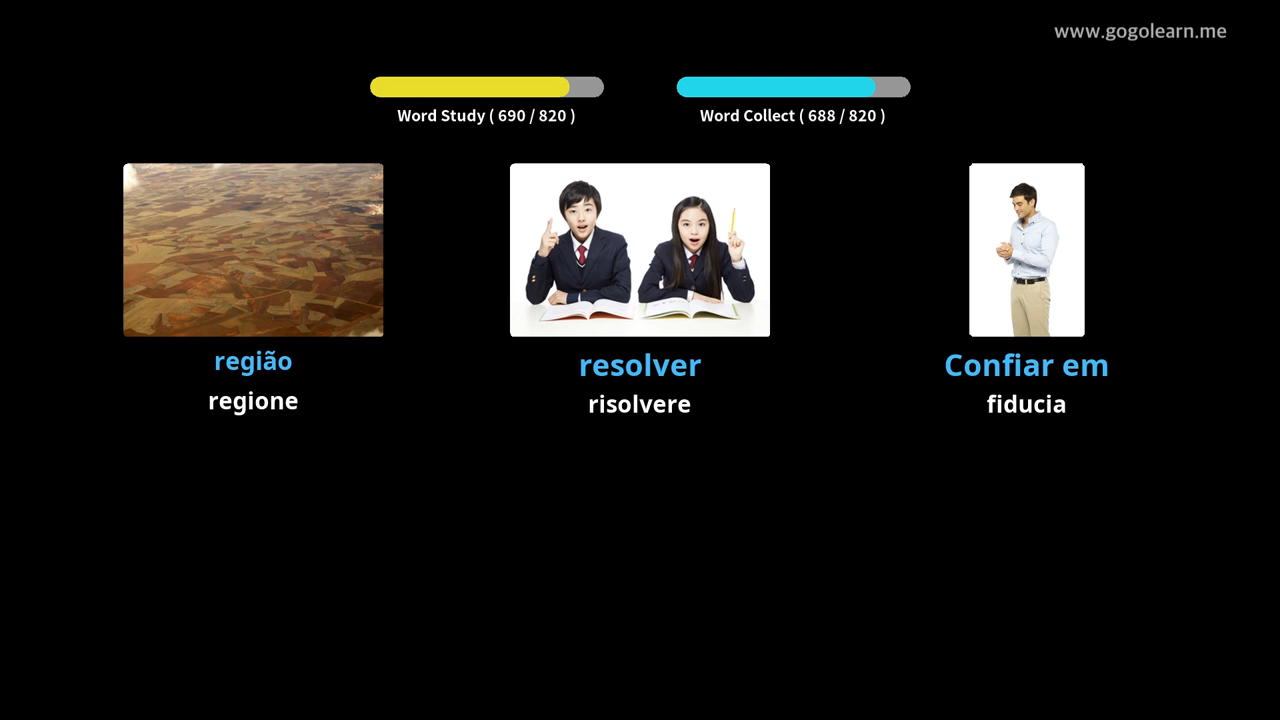 www.gogolearn.me
Word Study ( 690 / 820 )
Word Collect ( 688 / 820 )
região
resolver
Confiar em
regione
risolvere
fiducia